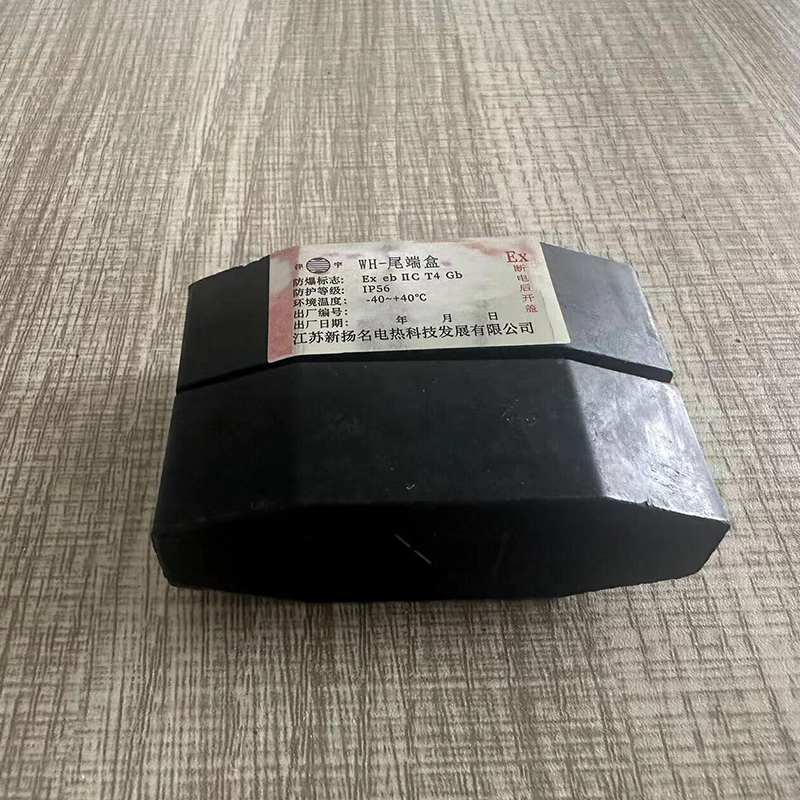 WH-尾端盒
防爆标志: Ex eb IIC T4 Gb
防护等级: IP56
环境温度: -40~+40℃
出厂编号:
出厂日期: 年 月 日
江苏新扬名电热科技发展有限公司
Ex
断电后开盖